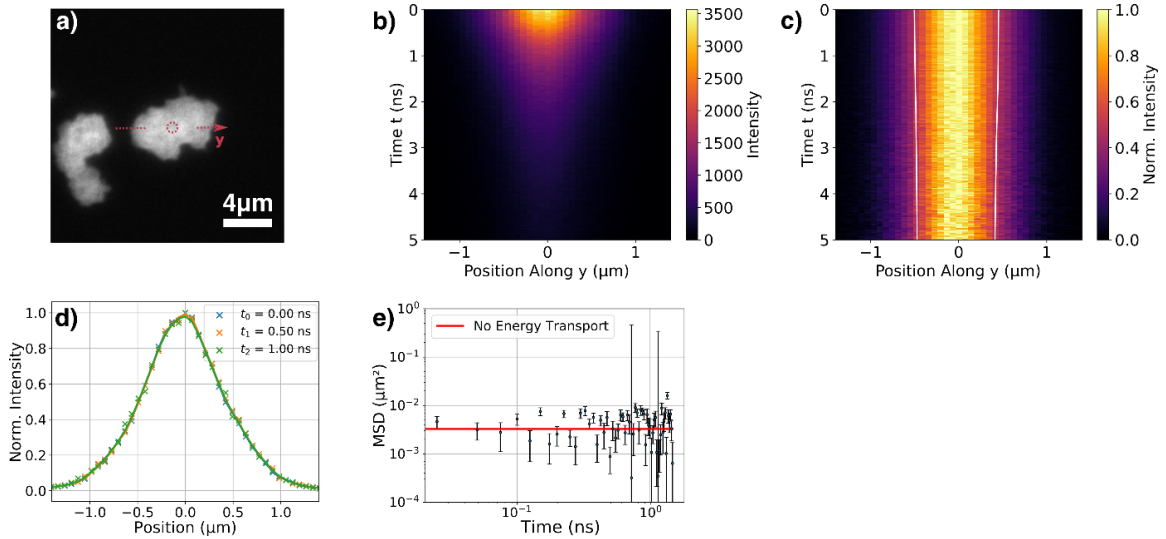 a)
y
4μm
b)
0
1
2
3
4
5
Time t (ns)
−1
0
1
Position Along y (μm)
3500
3000
2500
2000
1500
1000
500
0
Intensity
c)
0
1
2
3
4
5
Time t (ns)
−1
0
1
Position Along y (μm)
1.0
0.8
0.6
0.4
0.2
0.0
Norm. Intensity
d)
t₀ = 0.00 ns
t₁ = 0.50 ns
t₂ = 1.00 ns
1.0
0.8
0.6
0.4
0.2
0.0
Norm. Intensity
−1.0
−0.5
0.0
0.5
1.0
Position (μm)
e)
No Energy Transport
10⁰
10⁻¹
10⁻²
10⁻³
10⁻⁴
MSD (μm²)
10⁻¹
10⁰
Time (ns)